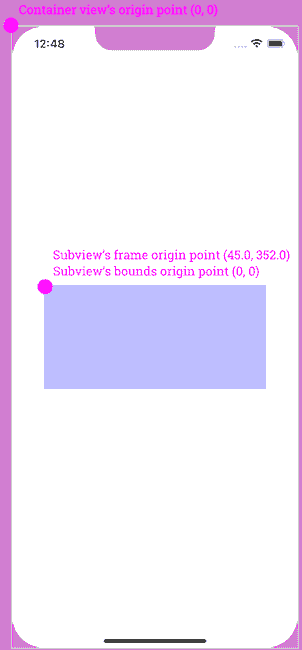 Container view's origin point (0, 0)
12:48
Subview's frame origin point (45.0, 352.0)
Subview's bounds origin point (0, 0)